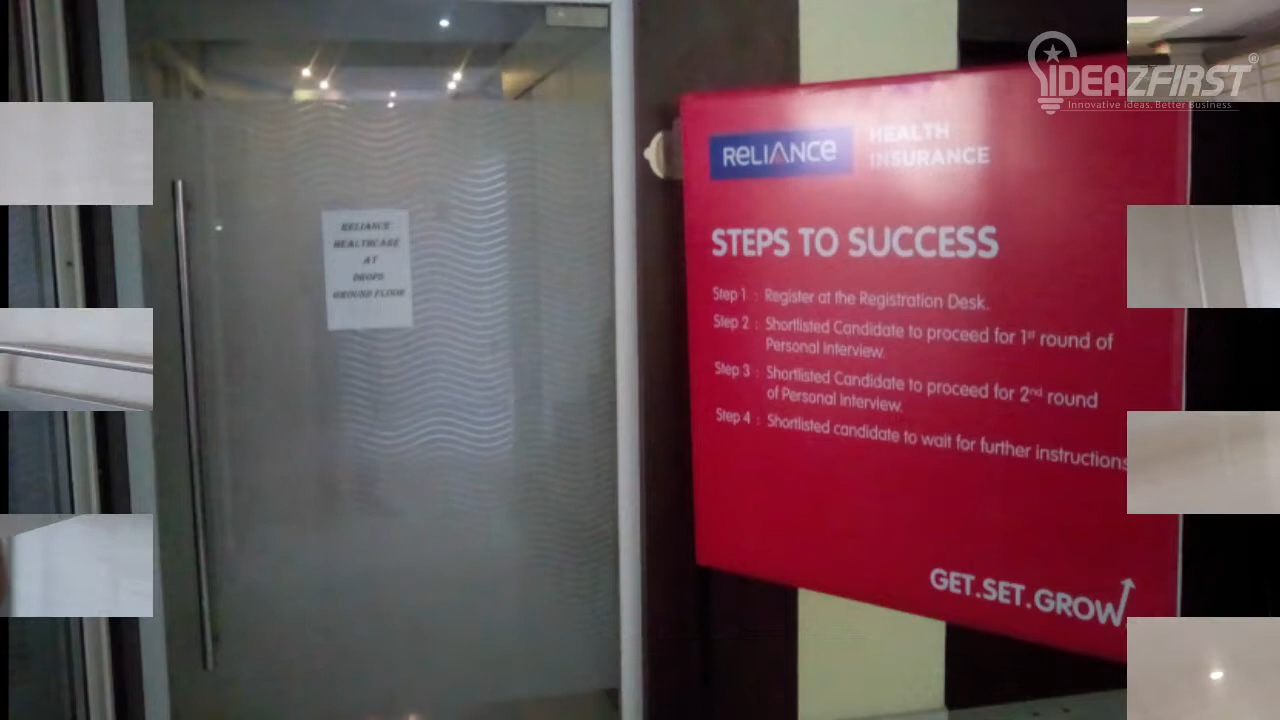 IDEAZFIRST®
Innovative Ideas. Better Business
RELIANCE
HEALTHCARE
AT
DROPS
GROUND FLOOR
RELIANCE
HEALTH
INSURANCE
STEPS TO SUCCESS
Step 1 : Register at the Registration Desk.
Step 2 : Shortlisted Candidate to proceed for 1st round of
Personal Interview.
Step 3 : Shortlisted Candidate to proceed for 2nd round
of Personal Interview.
Step 4 : Shortlisted candidate to wait for further instructions
GET.SET.GROW.